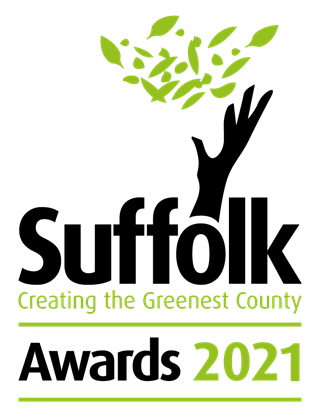 Suffolk
Creating the Greenest County
Awards 2021